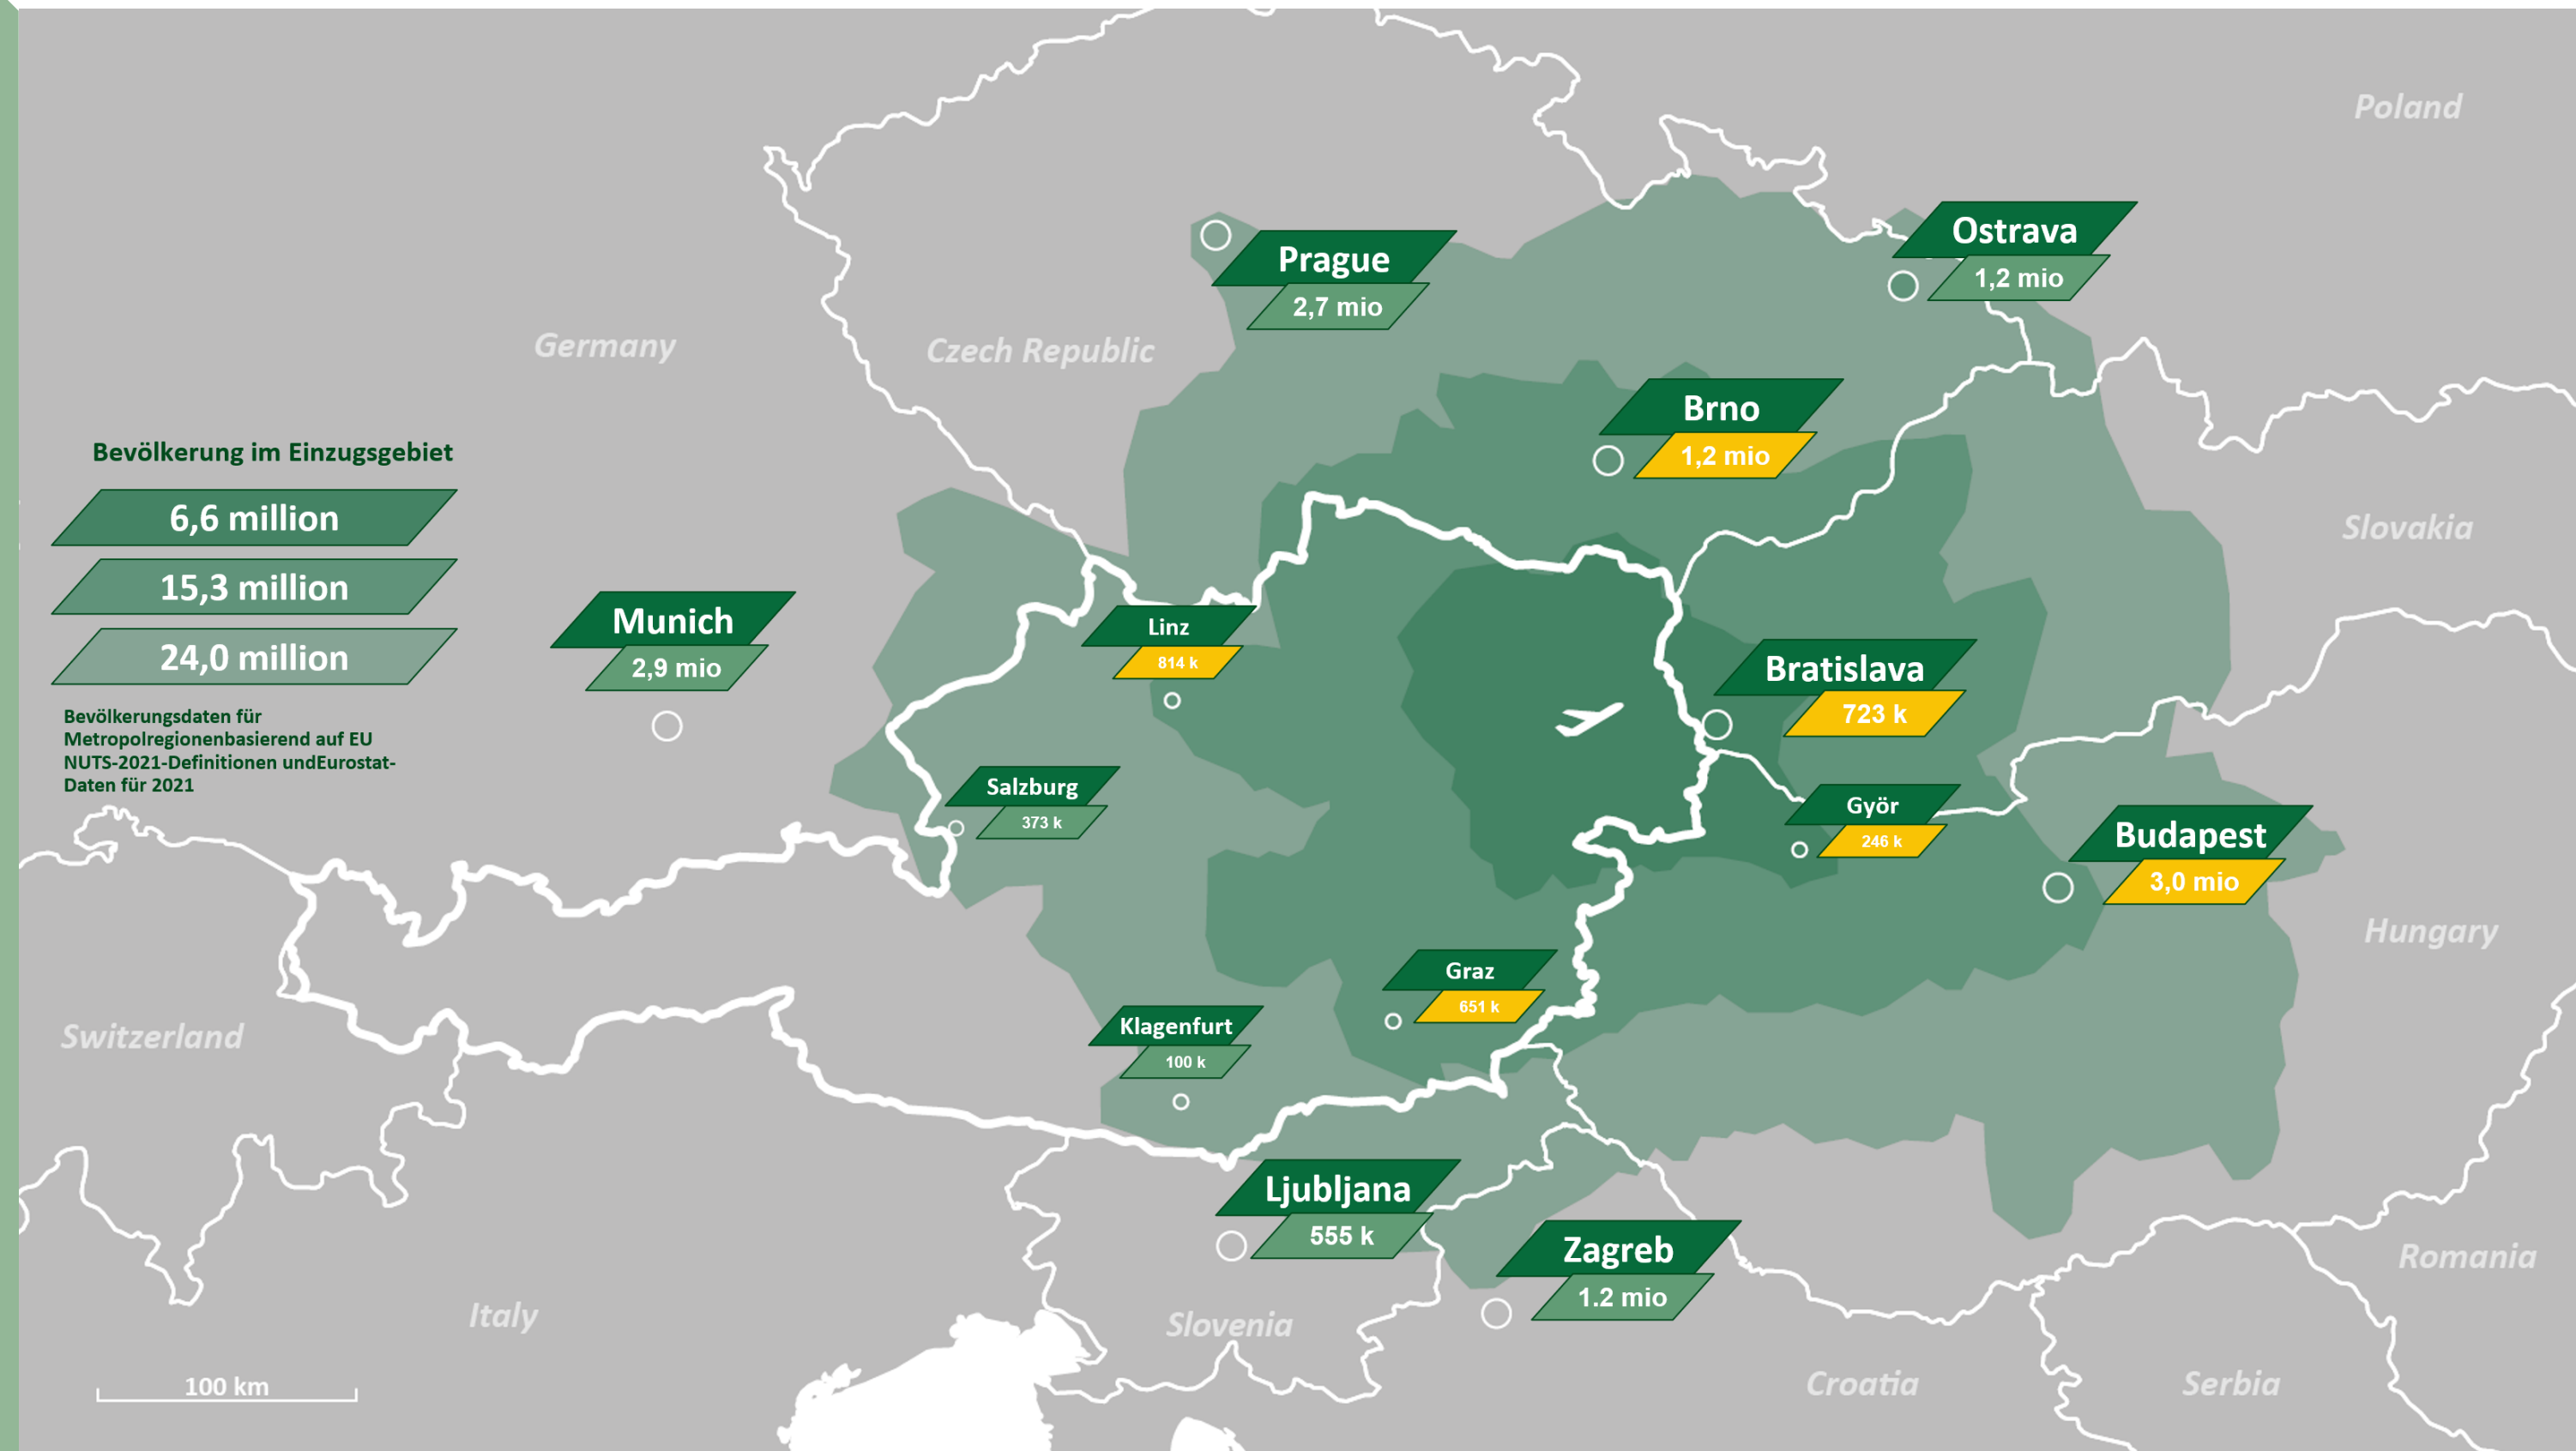 Poland
Ostrava
1,2 mio
Prague
2,7 mio
Germany
Czech Republic
Brno
1,2 mio
Bevölkerung im Einzugsgebiet
6,6 million
15,3 million
24,0 million
Bevölkerungsdaten für
Metropolregionenbasierend auf EU
NUTS-2021-Definitionen undEurostat-
Daten für 2021
Slovakia
Munich
2,9 mio
Linz
814 k
Bratislava
723 k
Salzburg
373 k
Györ
246 k
Budapest
3,0 mio
Hungary
Graz
651 k
Switzerland
Klagenfurt
100 k
Ljubljana
555 k
Zagreb
1.2 mio
Romania
Italy
Slovenia
Croatia
Serbia
100 km